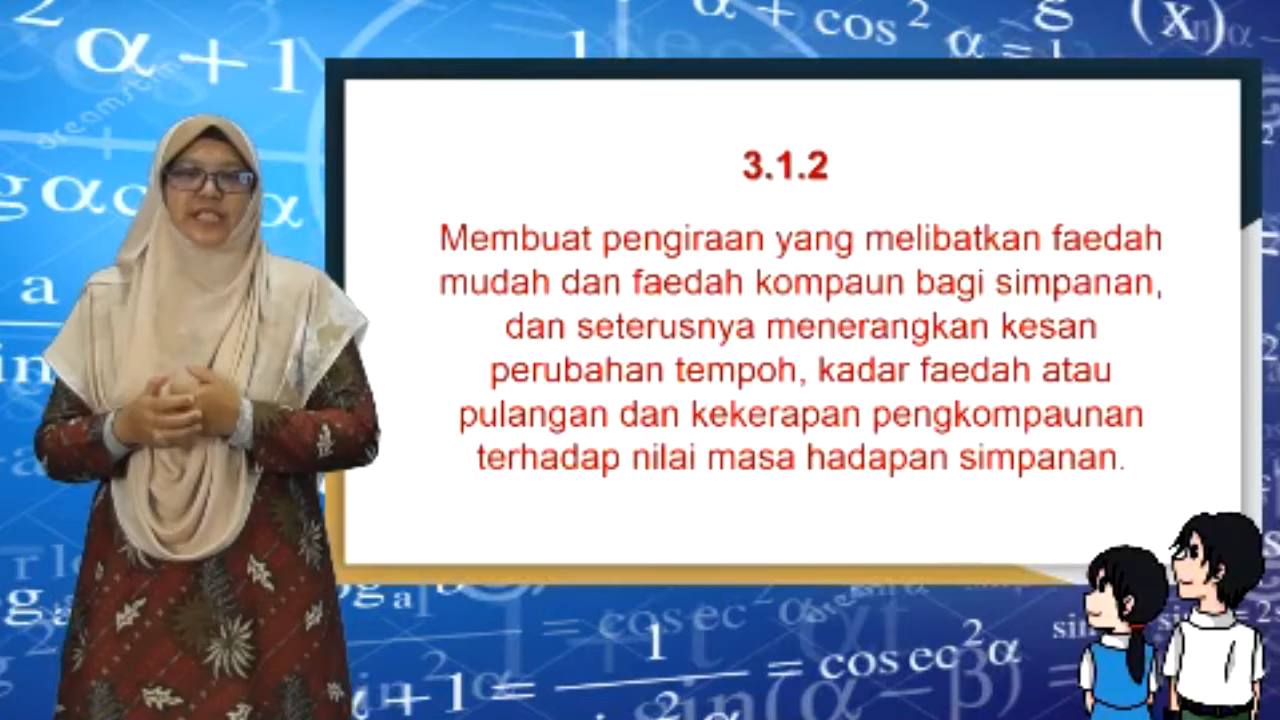 3.1.2
Membuat pengiraan yang melibatkan faedah
mudah dan faedah kompaun bagi simpanan,
dan seterusnya menerangkan kesan
perubahan tempoh, kadar faedah atau
pulangan dan kekerapan pengkompaunan
terhadap nilai masa hadapan simpanan.